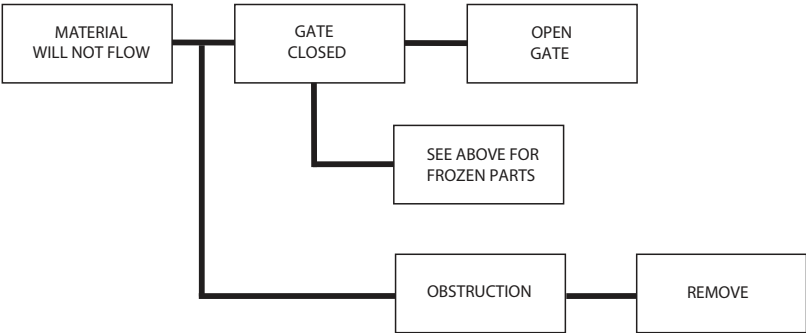 MATERIAL
WILL NOT FLOW
GATE
CLOSED
OPEN
GATE
SEE ABOVE FOR
FROZEN PARTS
OBSTRUCTION
REMOVE